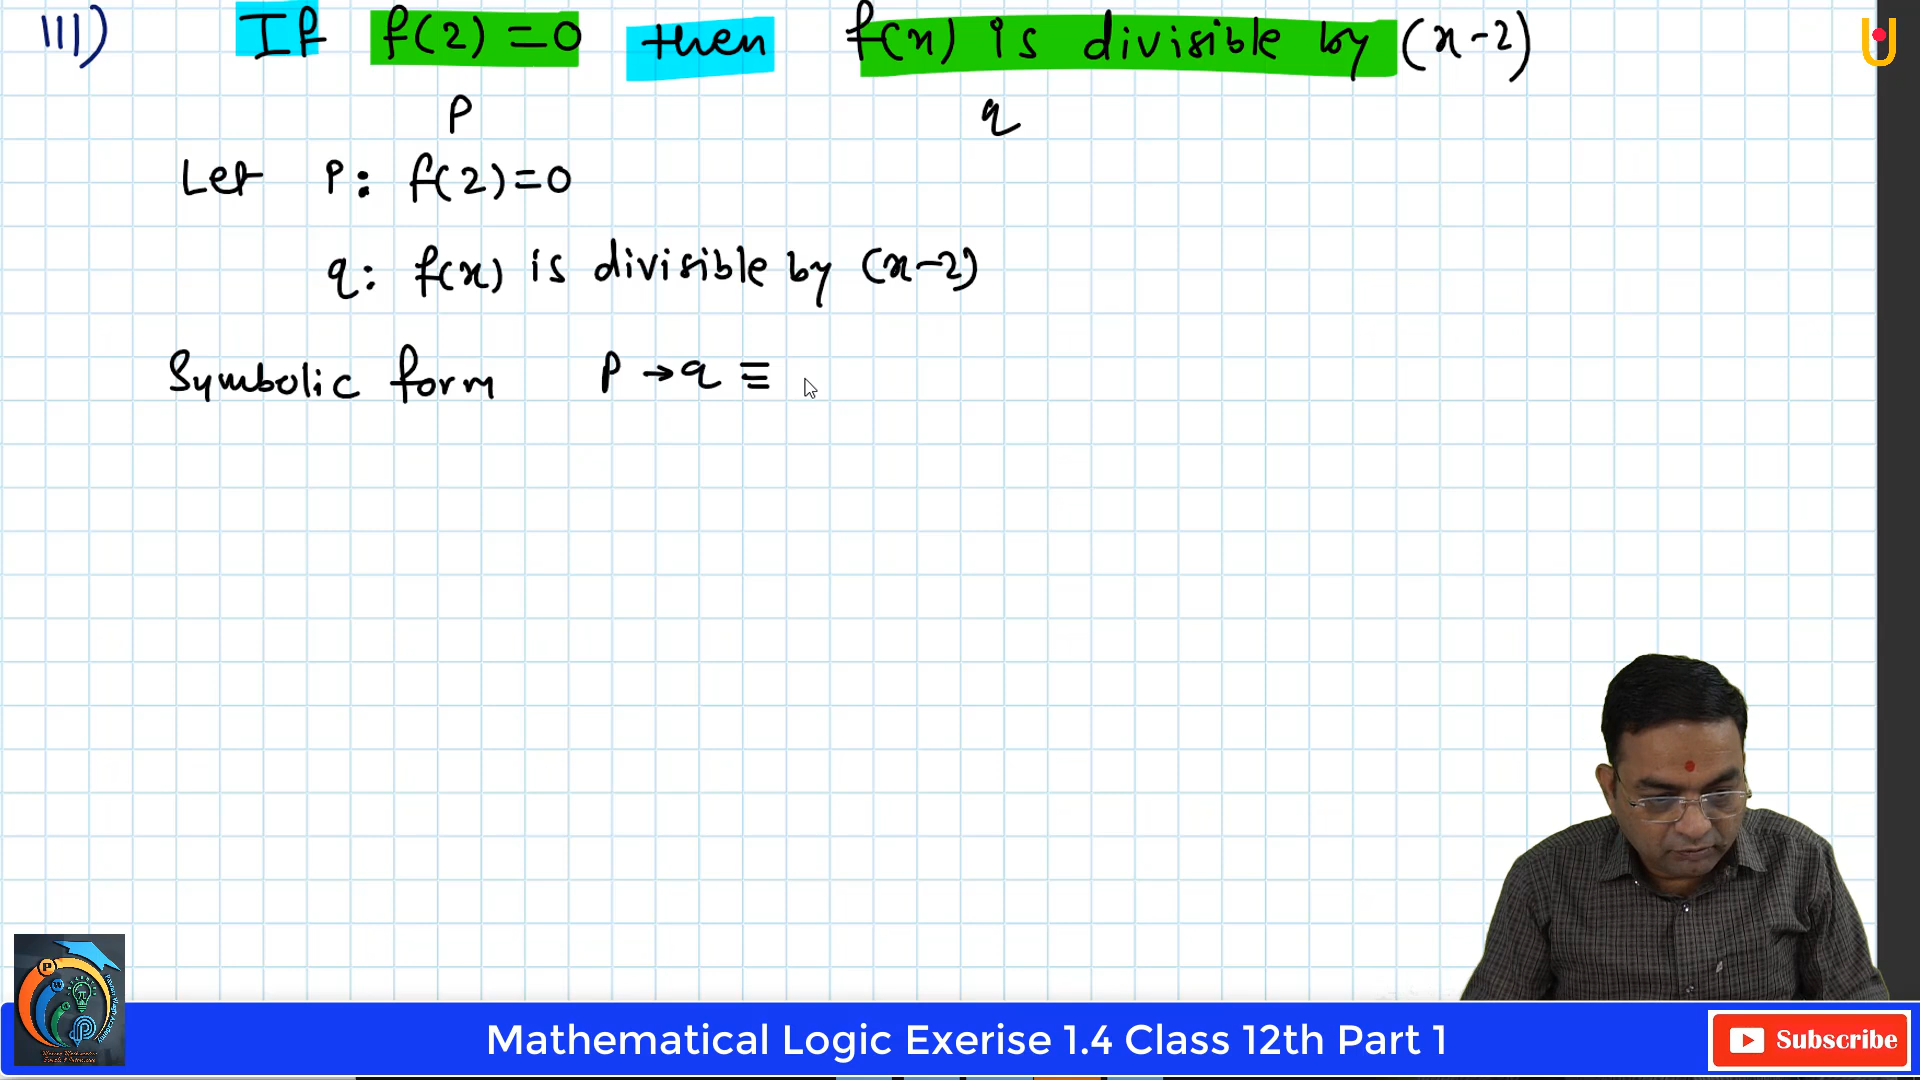 III) If f(2) = 0 then f(x) is divisible by (x-2)
P q
Let P: f(2)=0
q: f(x) is divisible by (x-2)
Symbolic form P → q ≡
Mathematical Logic Exerise 1.4 Class 12th Part 1
Subscribe